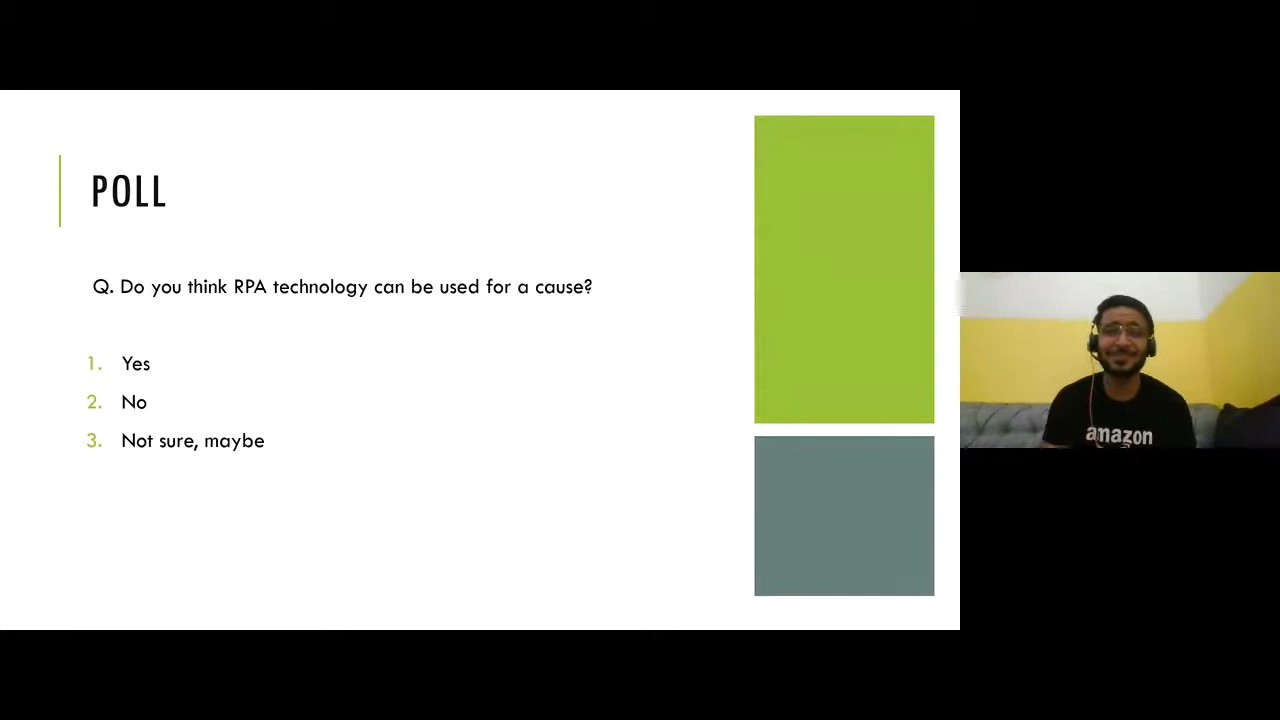 POLL
Q. Do you think RPA technology can be used for a cause?
1. Yes
2. No
3. Not sure, maybe
amazon